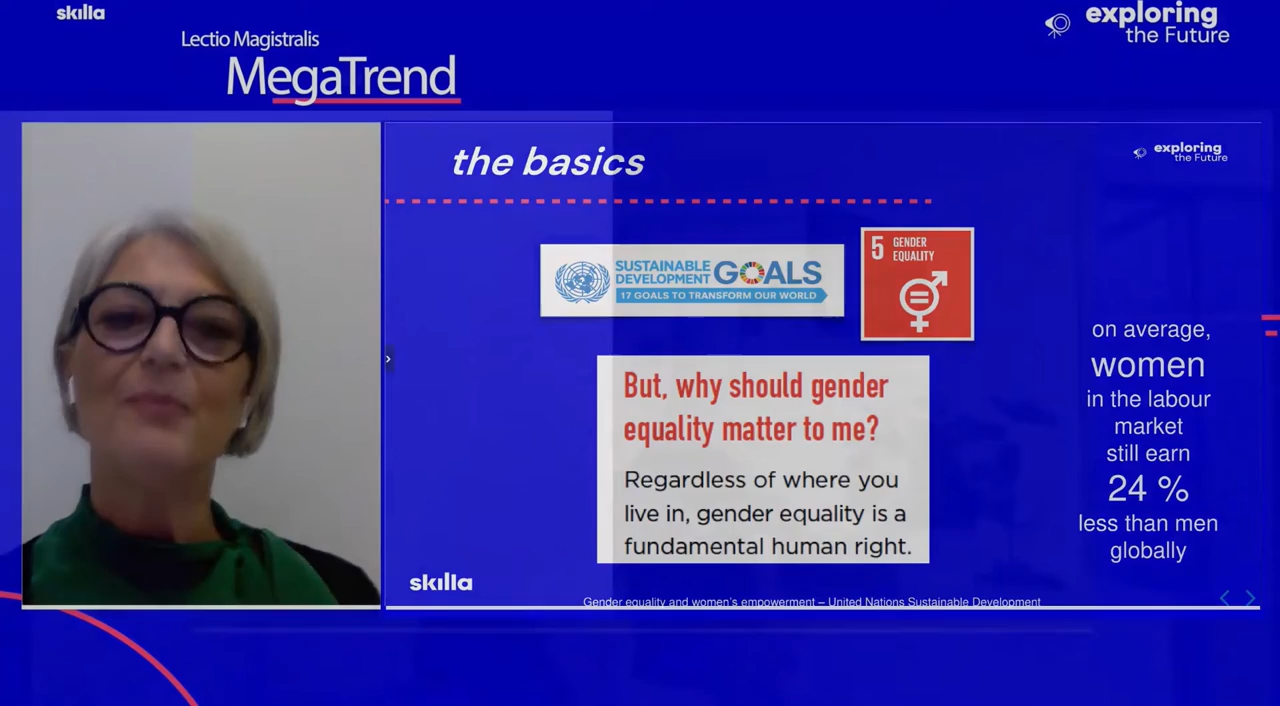 skılla
Lectio Magistralis
MegaTrend
exploring
the Future
the basics
exploring
the Future
SUSTAINABLE
DEVELOPMENT GOALS
17 GOALS TO TRANSFORM OUR WORLD
5 GENDER
EQUALITY
But, why should gender
equality matter to me?
Regardless of where you
live in, gender equality is a
fundamental human right.
on average,
women
in the labour
market
still earn
24 %
less than men
globally
skılla
Gender equality and women's empowerment – United Nations Sustainable Development